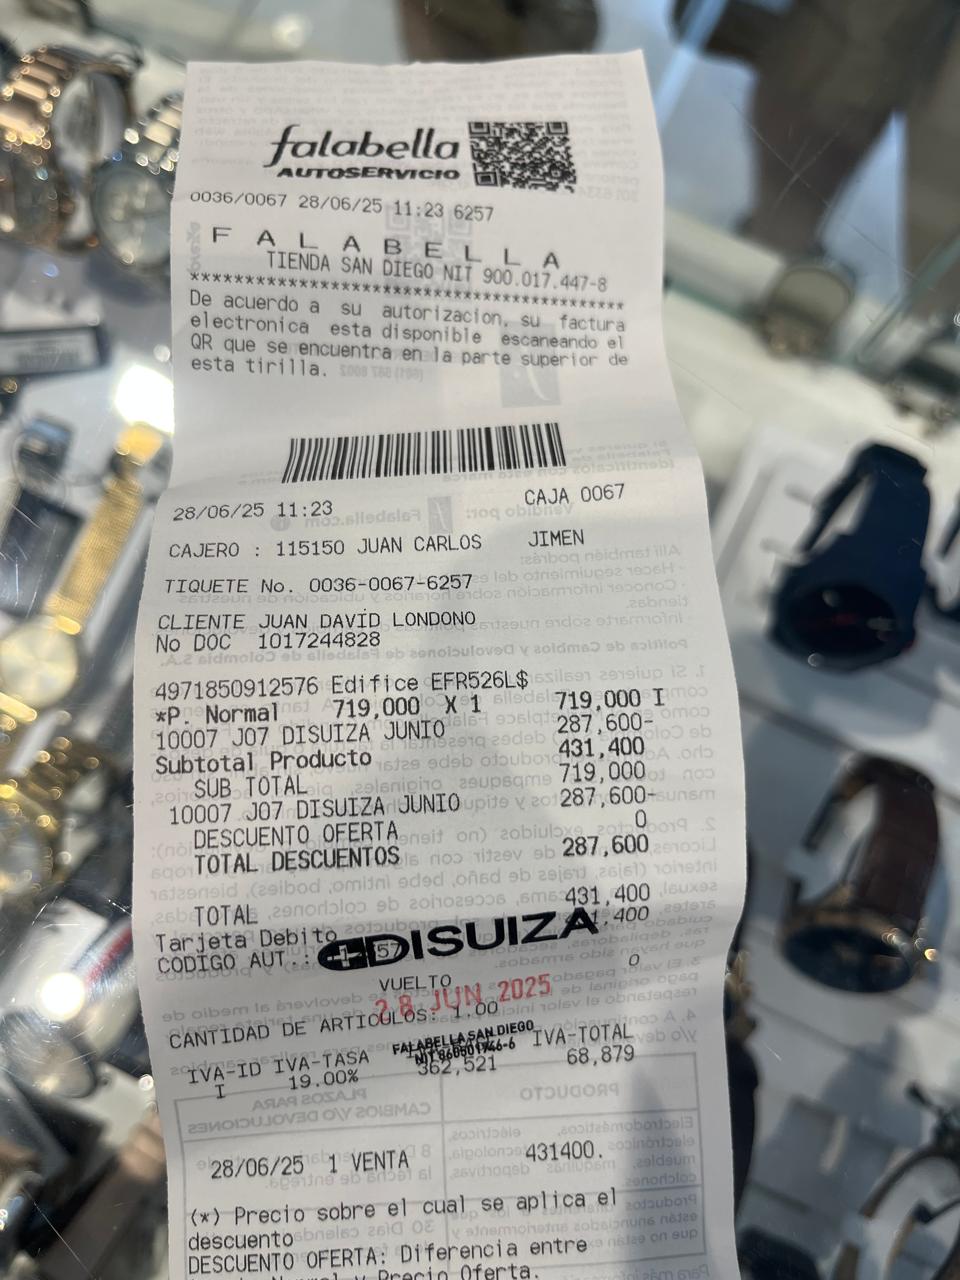 falabella
AUTOSERVICIO
0036/0067 28/06/25 11:23 6257
F A L A B E L L A
TIENDA SAN DIEGO NIT 900.017.447-8
****************************************
De acuerdo a su autorizacion, su factura
electronica esta disponible escaneando el
QR que se encuentra en la parte superior de
esta tirilla.
28/06/25 11:23 CAJA 0067
CAJERO : 115150 JUAN CARLOS JIMEN
TIQUETE No. 0036-0067-6257
CLIENTE JUAN DAVID LONDONO
No DOC 1017244828
4971850912576 Edifice EFR526L$
*P. Normal 719,000 X 1 719,000 I
10007 J07 DISUIZA JUNIO 287,600-
Subtotal Producto 431,400
SUB TOTAL 719,000
10007 J07 DISUIZA JUNIO 287,600-
DESCUENTO OFERTA 0
TOTAL DESCUENTOS 287,600
TOTAL 431,400
Tarjeta Debito
CODIGO AUT.:
DISUIZA
VUELTO 0
28 JUN 2025
CANTIDAD DE ARTICULOS: 1.00
FALABELLA SAN DIEGO
IVA-ID IVA-TASA IVA-TOTAL
I 19.00% 362,521 68,879
28/06/25 1 VENTA 431400.
(*) Precio sobre el cual se aplica el
descuento
DESCUENTO OFERTA: Diferencia entre
Normal y Precio Oferta.